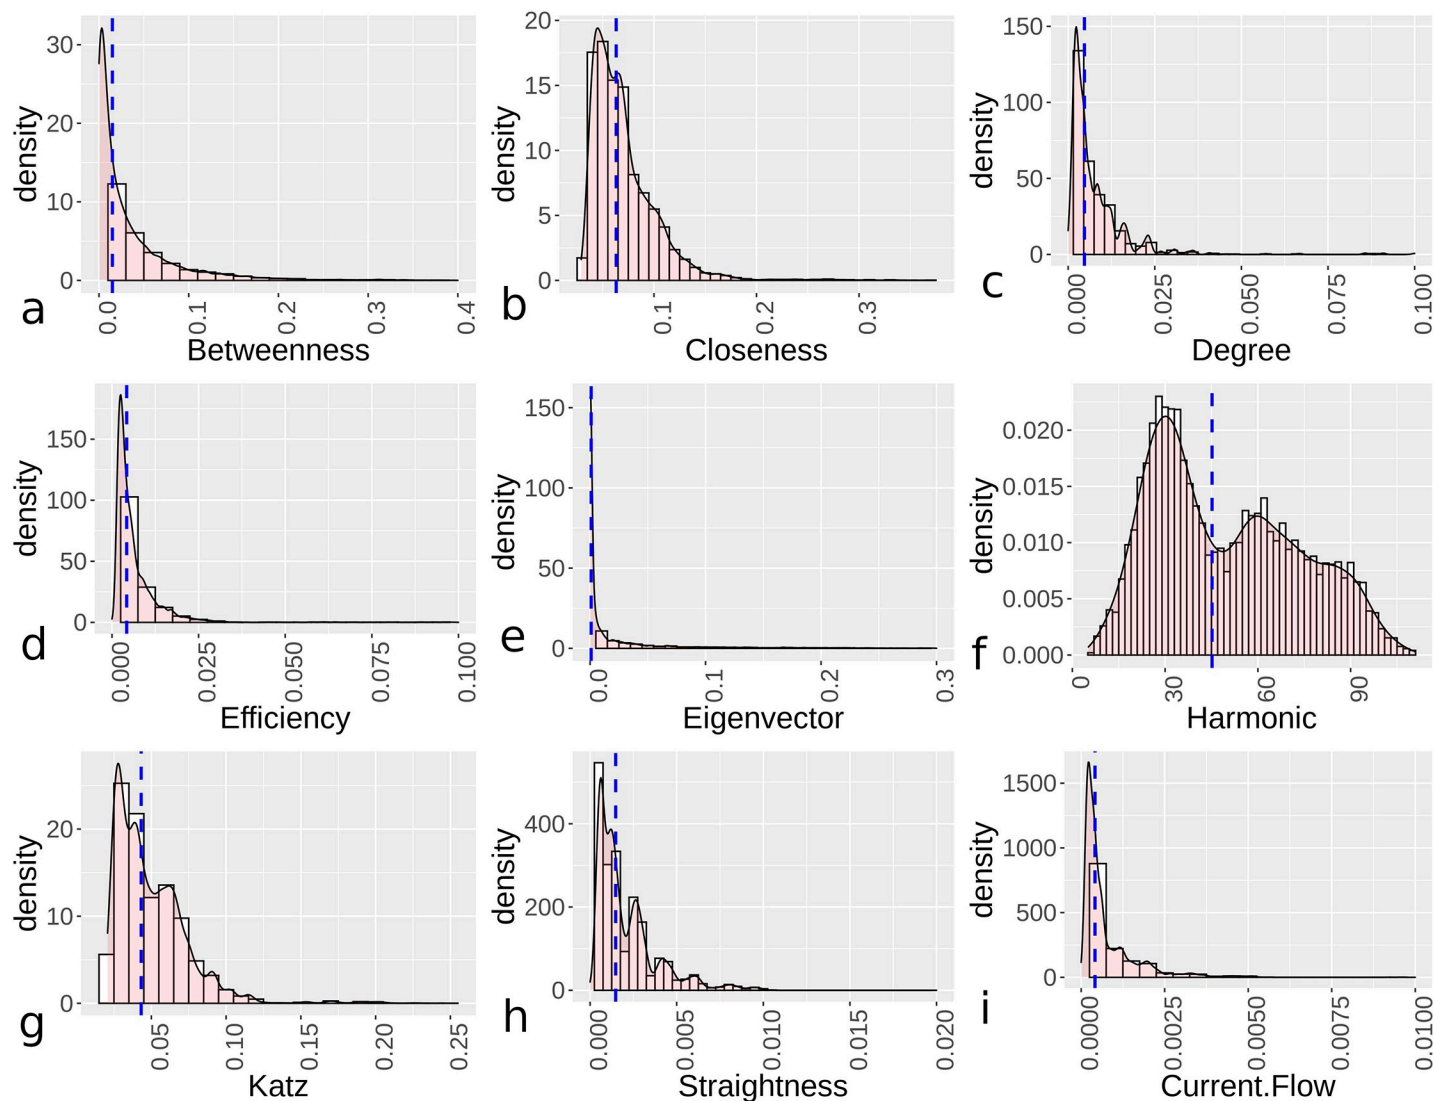 density
30
20
10
0
0.0
0.1
0.2
0.3
0.4
Betweenness
a
density
20
15
10
5
0
0.1
0.2
0.3
Closeness
b
density
150
100
50
0
0.000
0.025
0.050
0.075
0.100
Degree
c
density
150
100
50
0
0.000
0.025
0.050
0.075
0.100
Efficiency
d
density
150
100
50
0
0.0
0.1
0.2
0.3
Eigenvector
e
density
0.020
0.015
0.010
0.005
0.000
0
30
60
90
Harmonic
f
density
20
10
0
0.05
0.10
0.15
0.20
0.25
Katz
g
density
400
200
0
0.000
0.005
0.010
0.015
0.020
Straightness
h
density
1500
1000
500
0
0.0000
0.0025
0.0050
0.0075
0.0100
Current.Flow
i